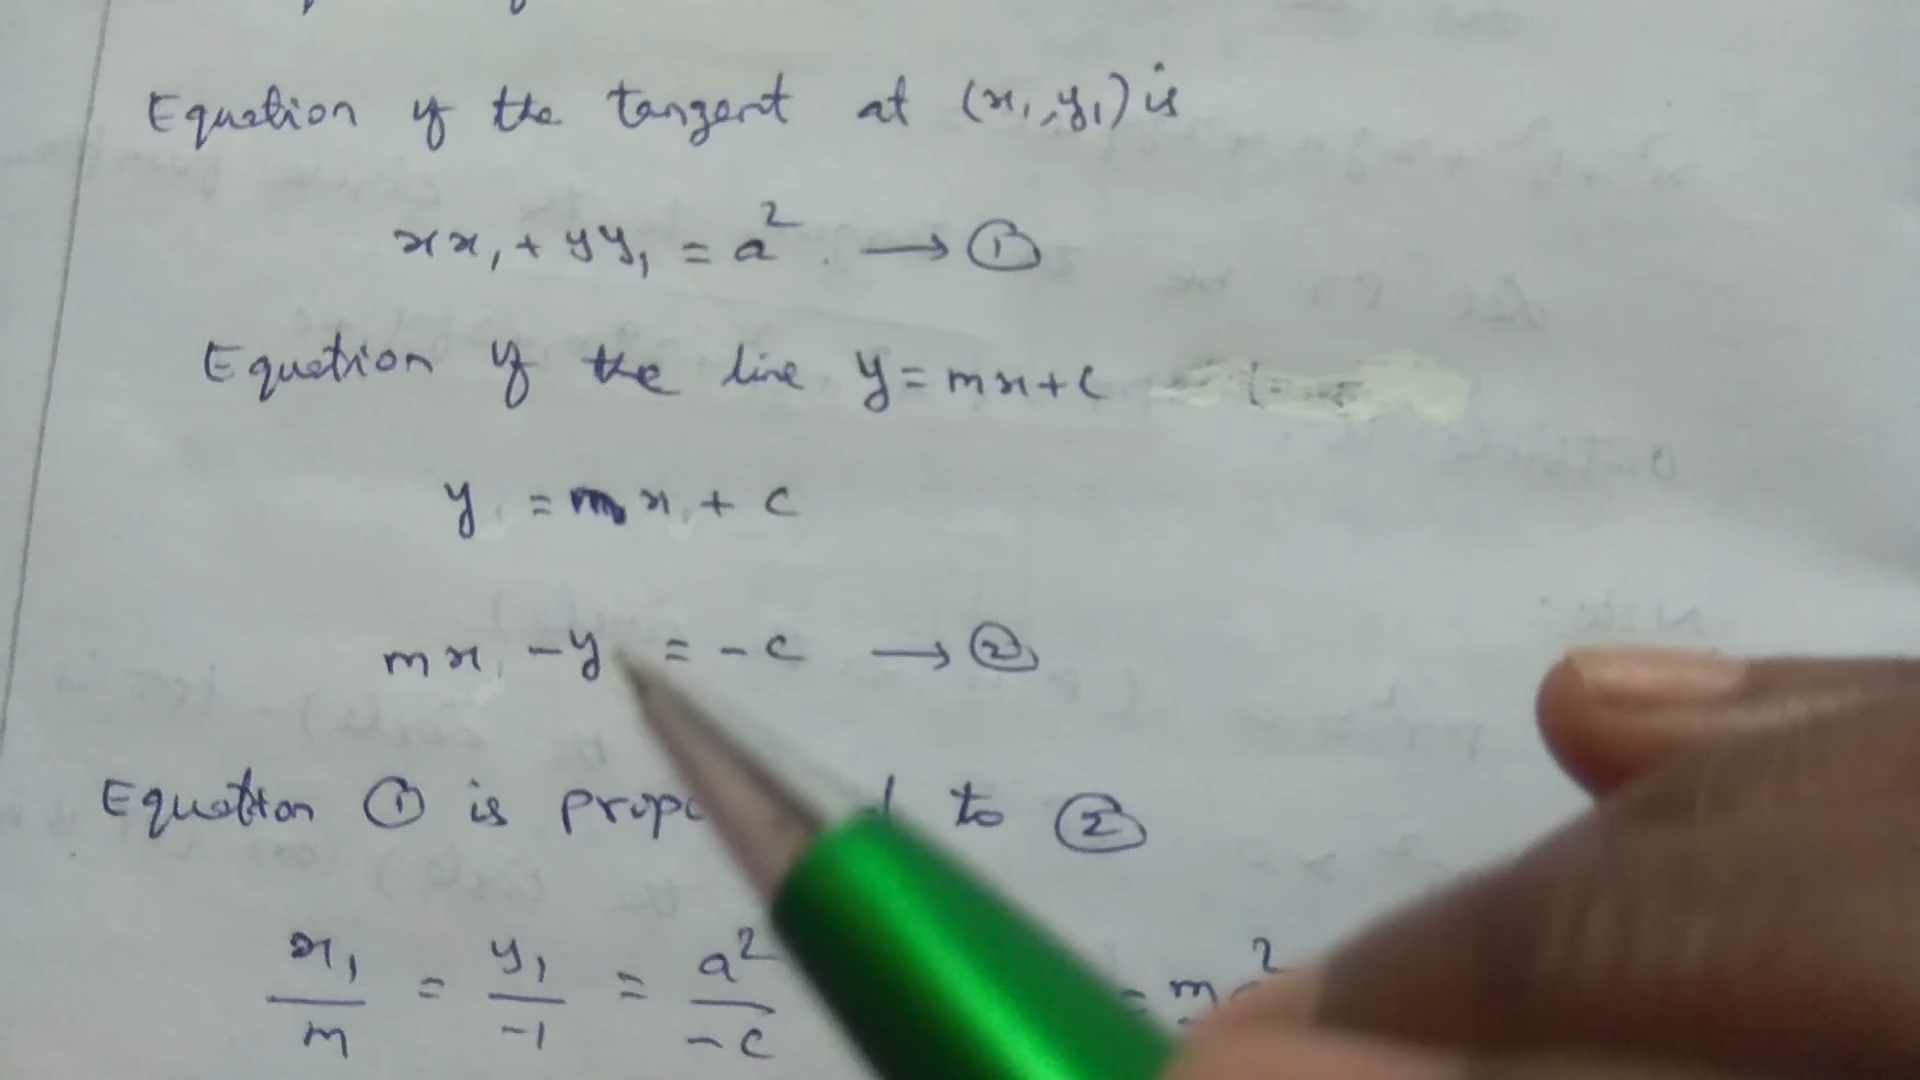 Equation of the tangent at (x₁, y₁) is
xx₁ + yy₁ = a² → ①
Equation of the line y = mx + c
y = mx + c
mx - y = -c → ②
Equation ① is to ②
x₁/m = y₁/-1 = a²/-c